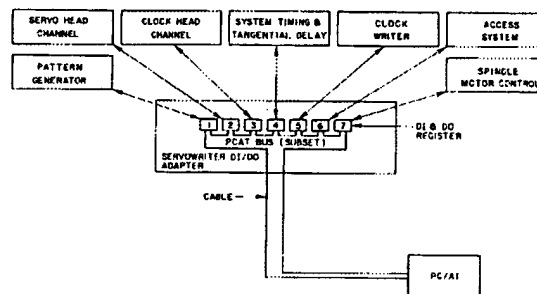 SERVO HEAD
CHANNEL
CLOCK HEAD
CHANNEL
SYSTEM TIMING &
TANGENTIAL DELAY
CLOCK
WRITER
ACCESS
SYSTEM
PATTERN
GENERATOR
SPINDLE
MOTOR CONTROL
1 2 3 4 5 6 7
DI & DO
REGISTER
PCAT BUS (SUBSET)
SERVOWRITER DI/DO
ADAPTER
CABLE
PC/AT